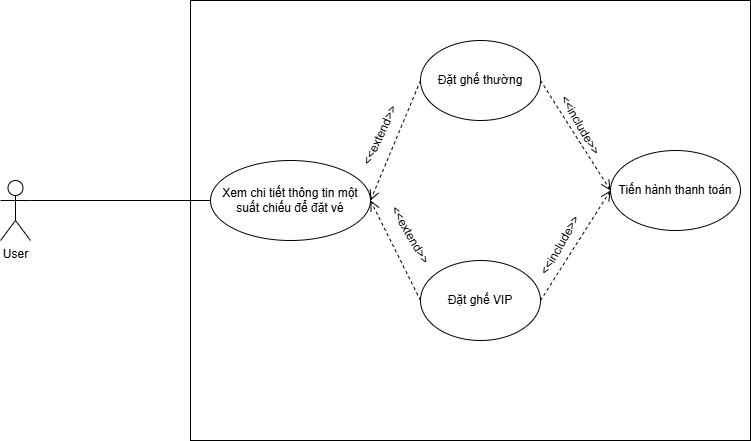 Đặt ghế thường
<<extend>>
<<include>>
Xem chi tiết thông tin một
suất chiếu để đặt vé
Tiến hành thanh toán
User
<<extend>>
<<include>>
Đặt ghế VIP